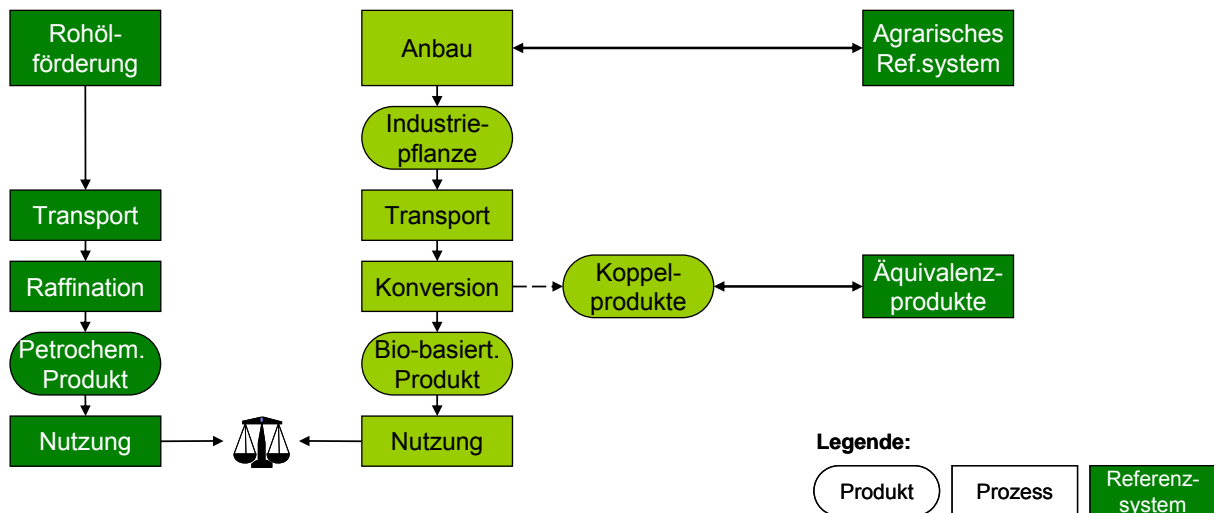 Rohöl-
förderung
Anbau
Agrarisches
Ref.system
Industrie-
pflanze
Transport
Transport
Raffination
Konversion
Koppel-
produkte
Äquivalenz-
produkte
Petrochem.
Produkt
Bio-basiert.
Produkt
Nutzung
Nutzung
Legende:
Produkt
Prozess
Referenz-
system